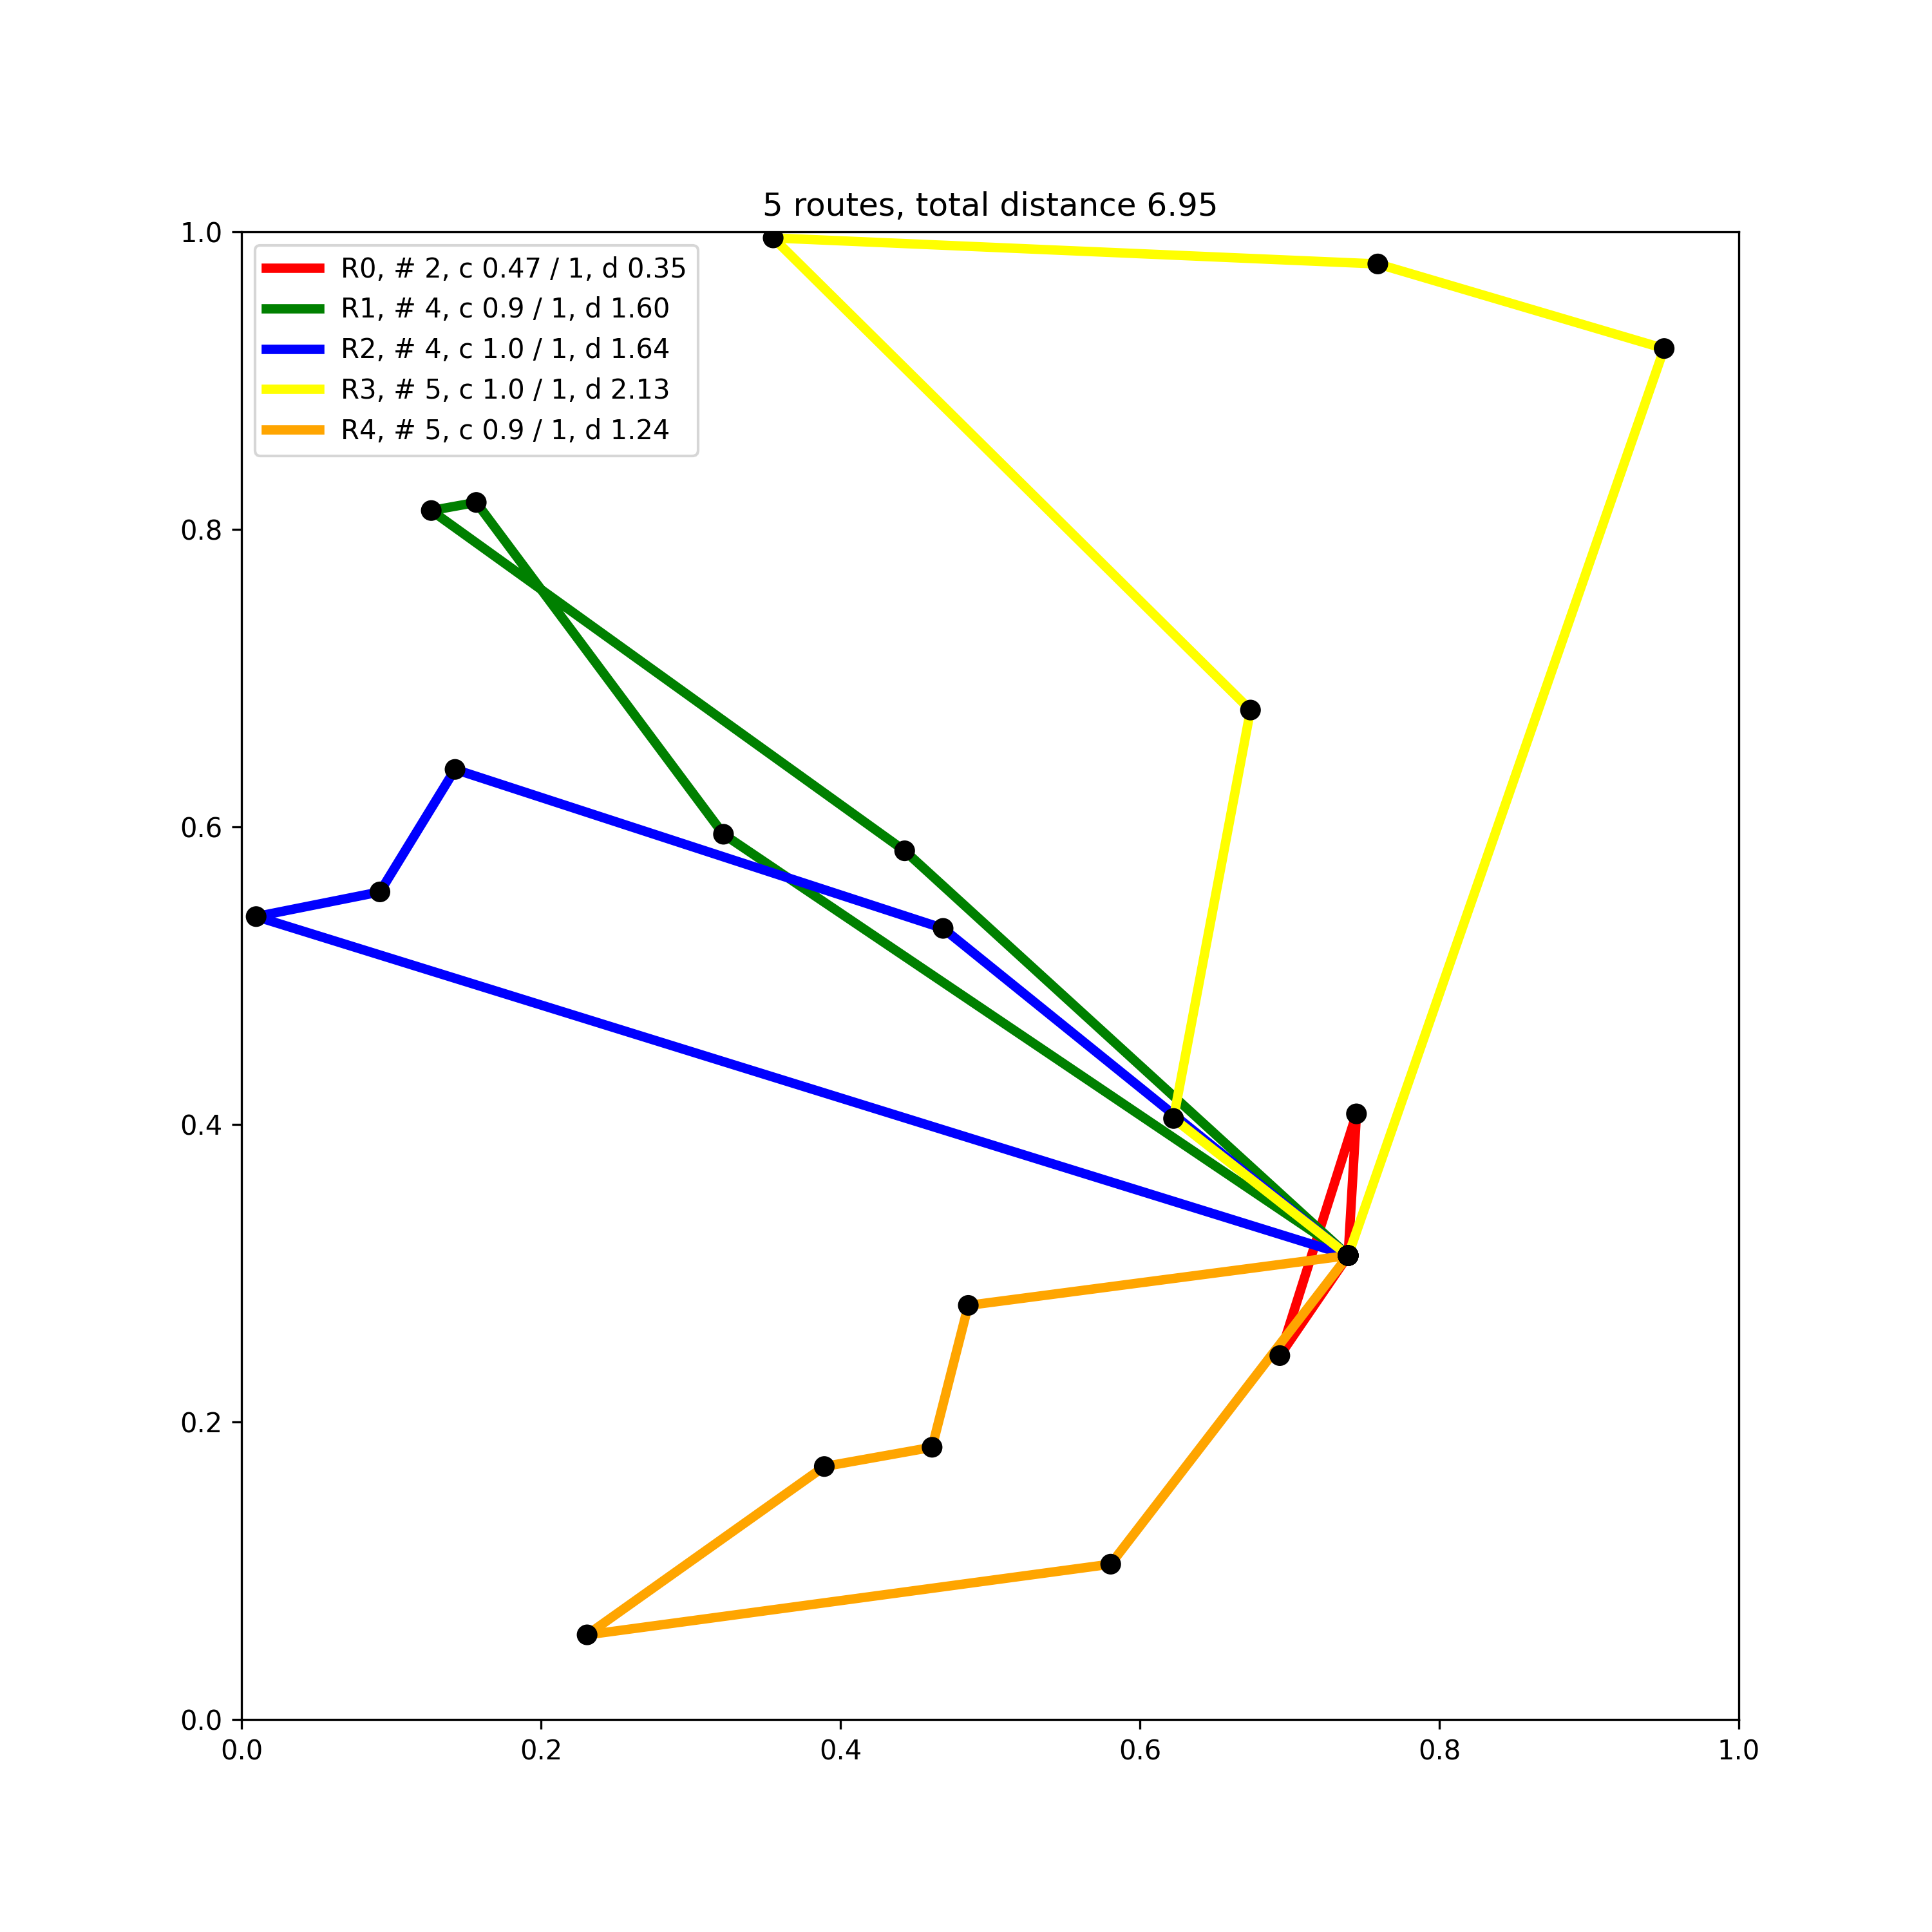 5 routes, total distance 6.95
1.0
R0, # 2, c 0.47 / 1, d 0.35
R1, # 4, c 0.9 / 1, d 1.60
R2, # 4, c 1.0 / 1, d 1.64
R3, # 5, c 1.0 / 1, d 2.13
R4, # 5, c 0.9 / 1, d 1.24
0.8
0.6
0.4
0.2
0.0
0.0 0.2 0.4 0.6 0.8 1.0